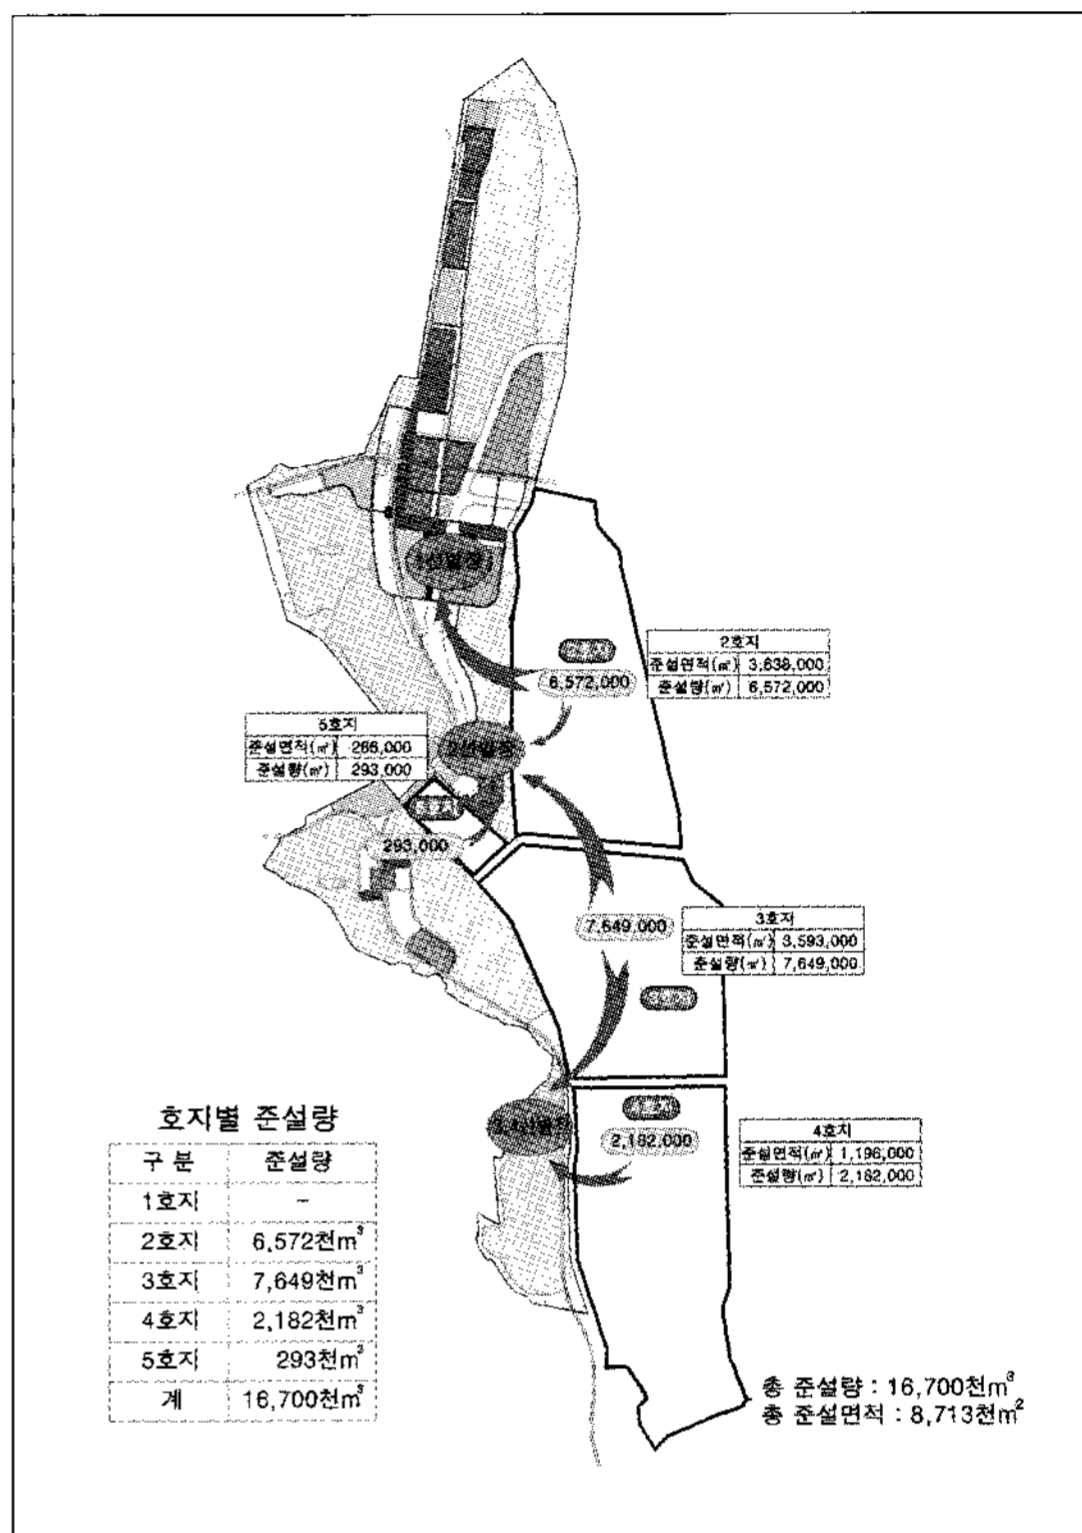 1선별장
2호지
준설면적(㎡) 3,638,000
준설량(㎥) 6,572,000
6,572,000
5호지
준설면적(㎡) 266,000
준설량(㎥) 293,000
2선별장
293,000
7,649,000
3호지
준설면적(㎡) 3,593,000
준설량(㎥) 7,649,000
2,182,000
4호지
준설면적(㎡) 1,196,000
준설량(㎥) 2,182,000
호지별 준설량
구 분 준설량
1호지 -
2호지 6,572천m³
3호지 7,649천m³
4호지 2,182천m³
5호지 293천m³
계 16,700천m³
총 준설량 : 16,700천m³
총 준설면적 : 8,713천m²